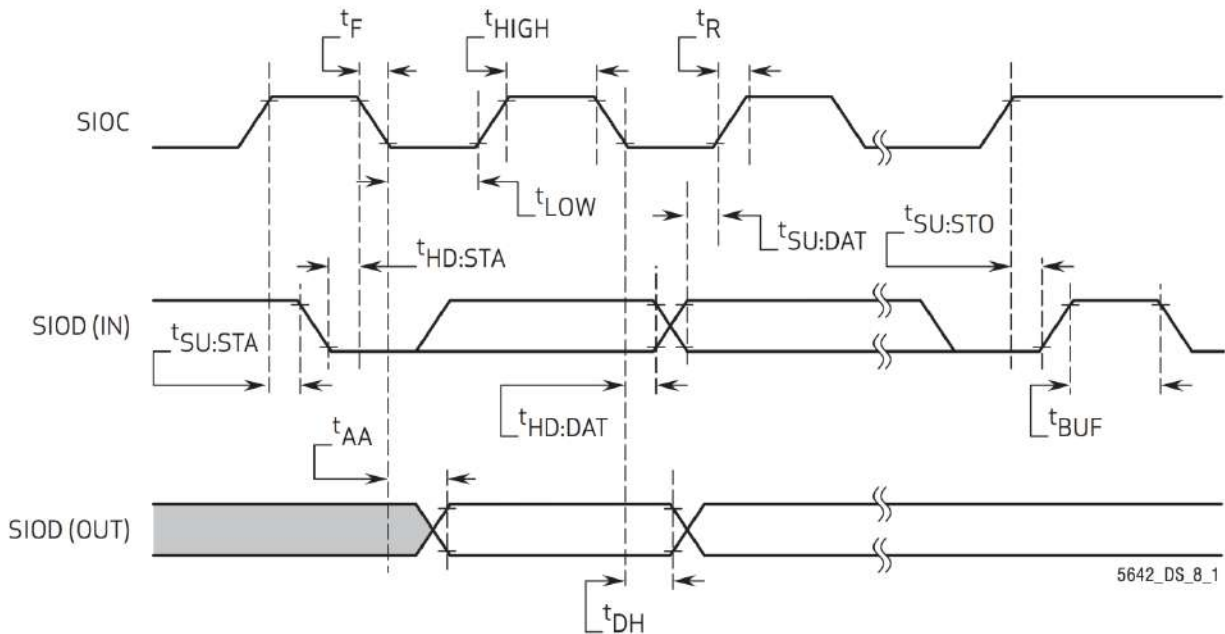 tF
tHIGH
tR
SIOC
tLOW
tSU:DAT
tSU:STO
tHD:STA
SIOD (IN)
tSU:STA
tHD:DAT
tBUF
tAA
SIOD (OUT)
5642_DS_8_1
tDH